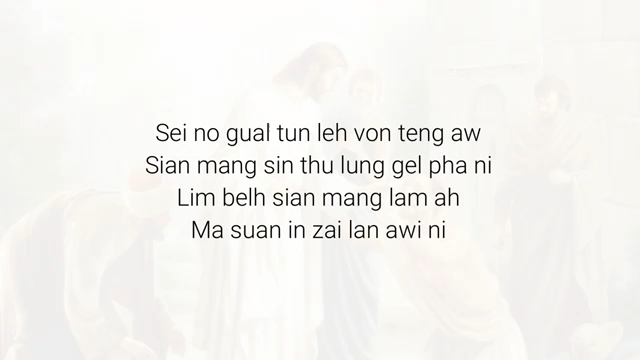 Sei no gual tun leh von teng aw
Sian mang sin thu lung gel pha ni
Lim belh sian mang lam ah
Ma suan in zai lan awi ni